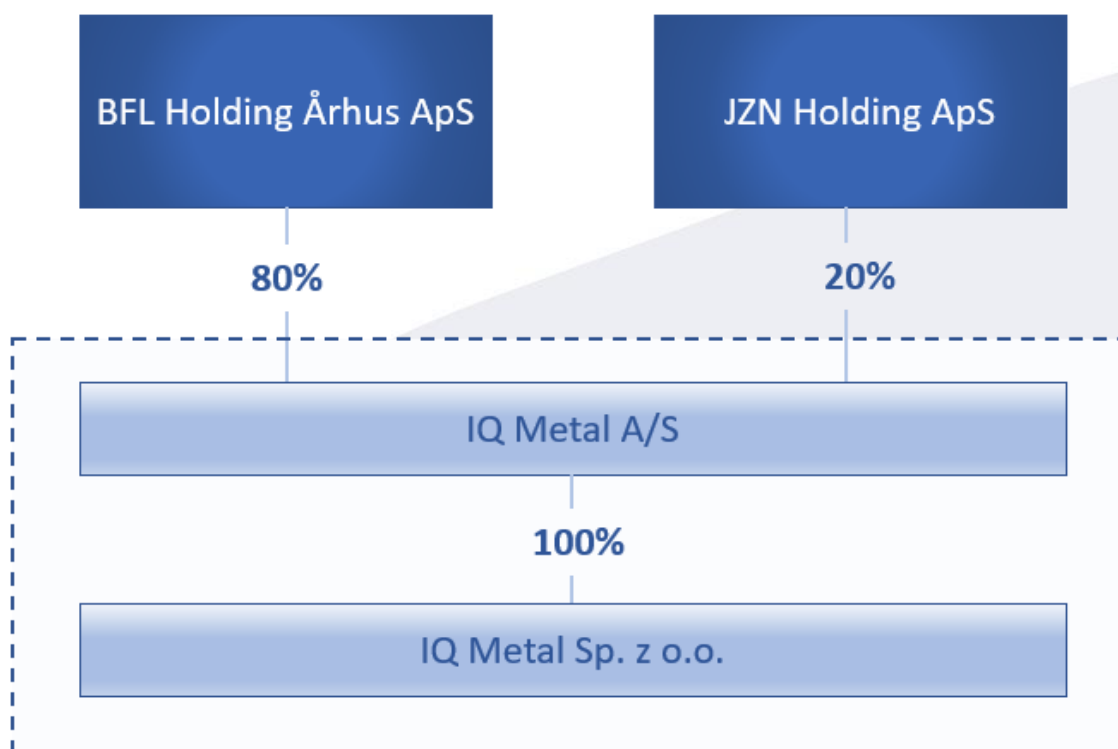 BFL Holding Århus ApS
JZN Holding ApS
80%
20%
IQ Metal A/S
100%
IQ Metal Sp. z o.o.